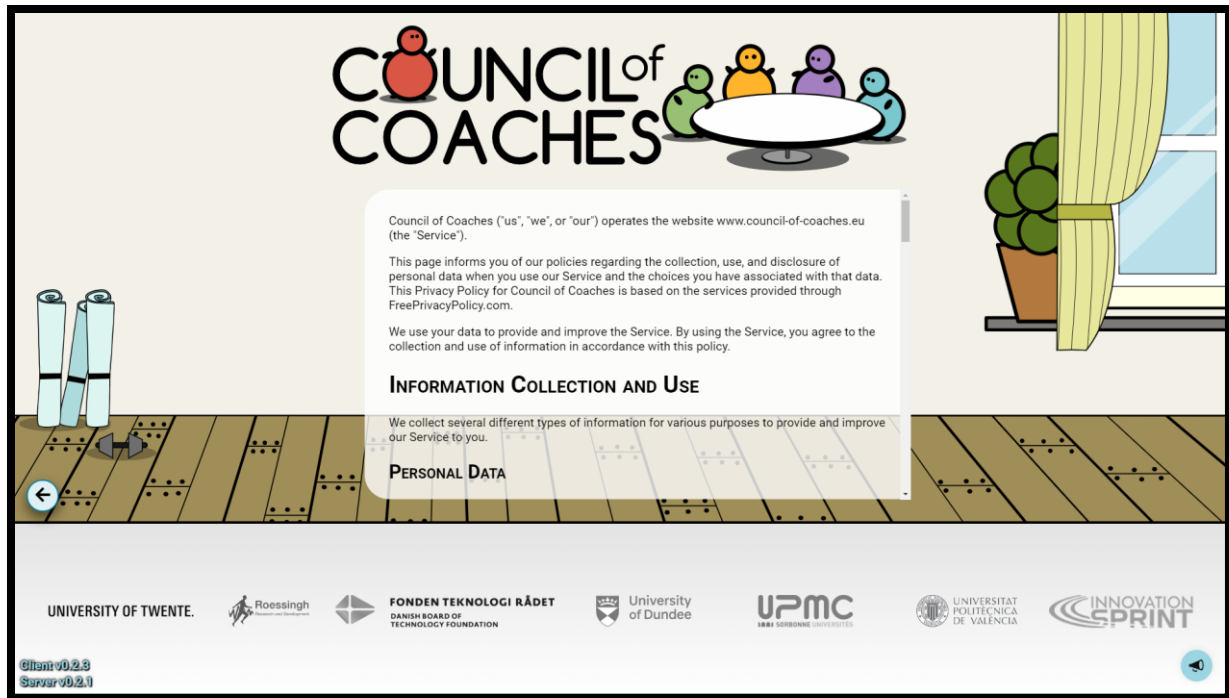 COUNCIL of
COACHES
Council of Coaches ("us", "we", or "our") operates the website www.council-of-coaches.eu
(the "Service").
This page informs you of our policies regarding the collection, use, and disclosure of
personal data when you use our Service and the choices you have associated with that data.
This Privacy Policy for Council of Coaches is based on the services provided through
FreePrivacyPolicy.com.
We use your data to provide and improve the Service. By using the Service, you agree to the
collection and use of information in accordance with this policy.
INFORMATION COLLECTION AND USE
We collect several different types of information for various purposes to provide and improve
our Service to you.
PERSONAL DATA
UNIVERSITY OF TWENTE.
Roessingh
Research and Development
FONDEN TEKNOLOGI RÅDET
DANISH BOARD OF
TECHNOLOGY FOUNDATION
University
of Dundee
UPMC
SORBONNE UNIVERSITÉS
UNIVERSITAT
POLITÈCNICA
DE VALÈNCIA
INNOVATION
SPRINT
Client v0.2.3
Server v0.2.1